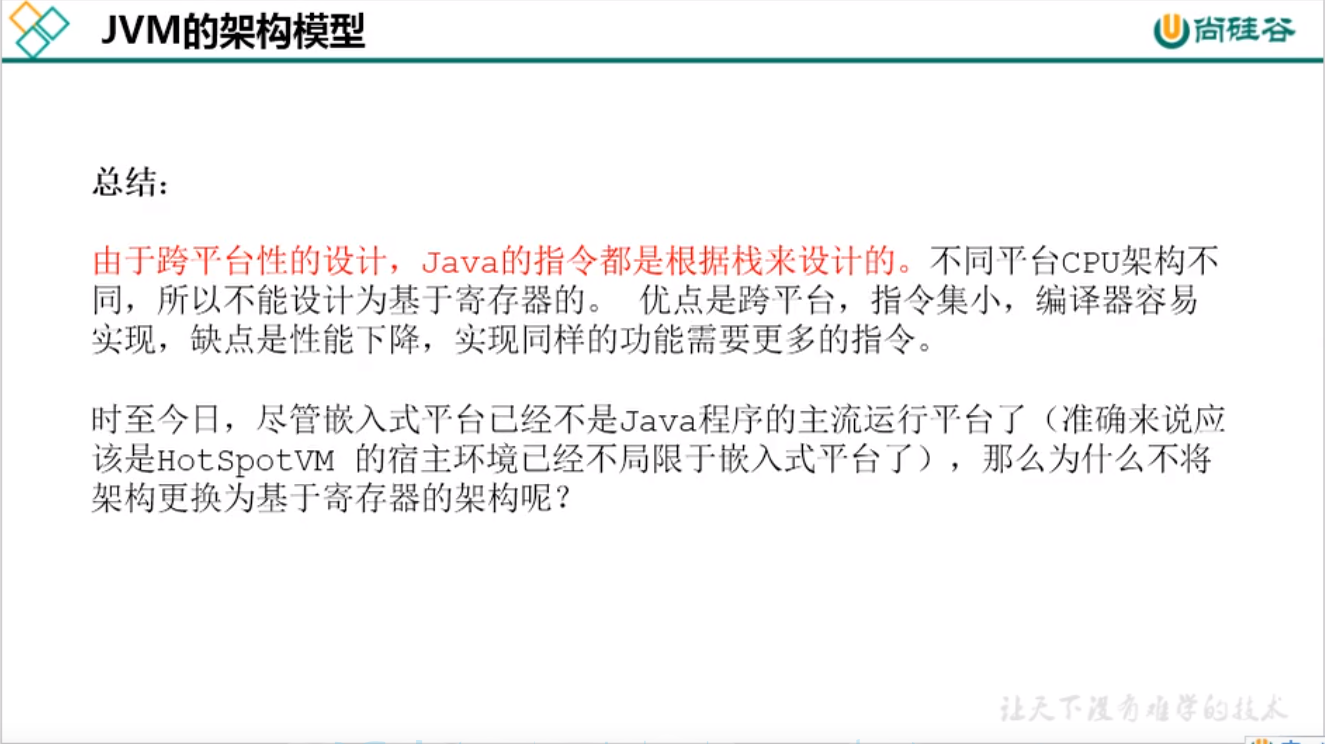 JVM的架构模型
尚硅谷
总结:
由于跨平台性的设计，Java的指令都是根据栈来设计的。不同平台CPU架构不
同，所以不能设计为基于寄存器的。 优点是跨平台，指令集小，编译器容易
实现，缺点是性能下降，实现同样的功能需要更多的指令。
时至今日，尽管嵌入式平台已经不是Java程序的主流运行平台了（准确来说应
该是HotSpotVM 的宿主环境已经不局限于嵌入式平台了），那么为什么不将
架构更换为基于寄存器的架构呢？
让天下没有难学的技术